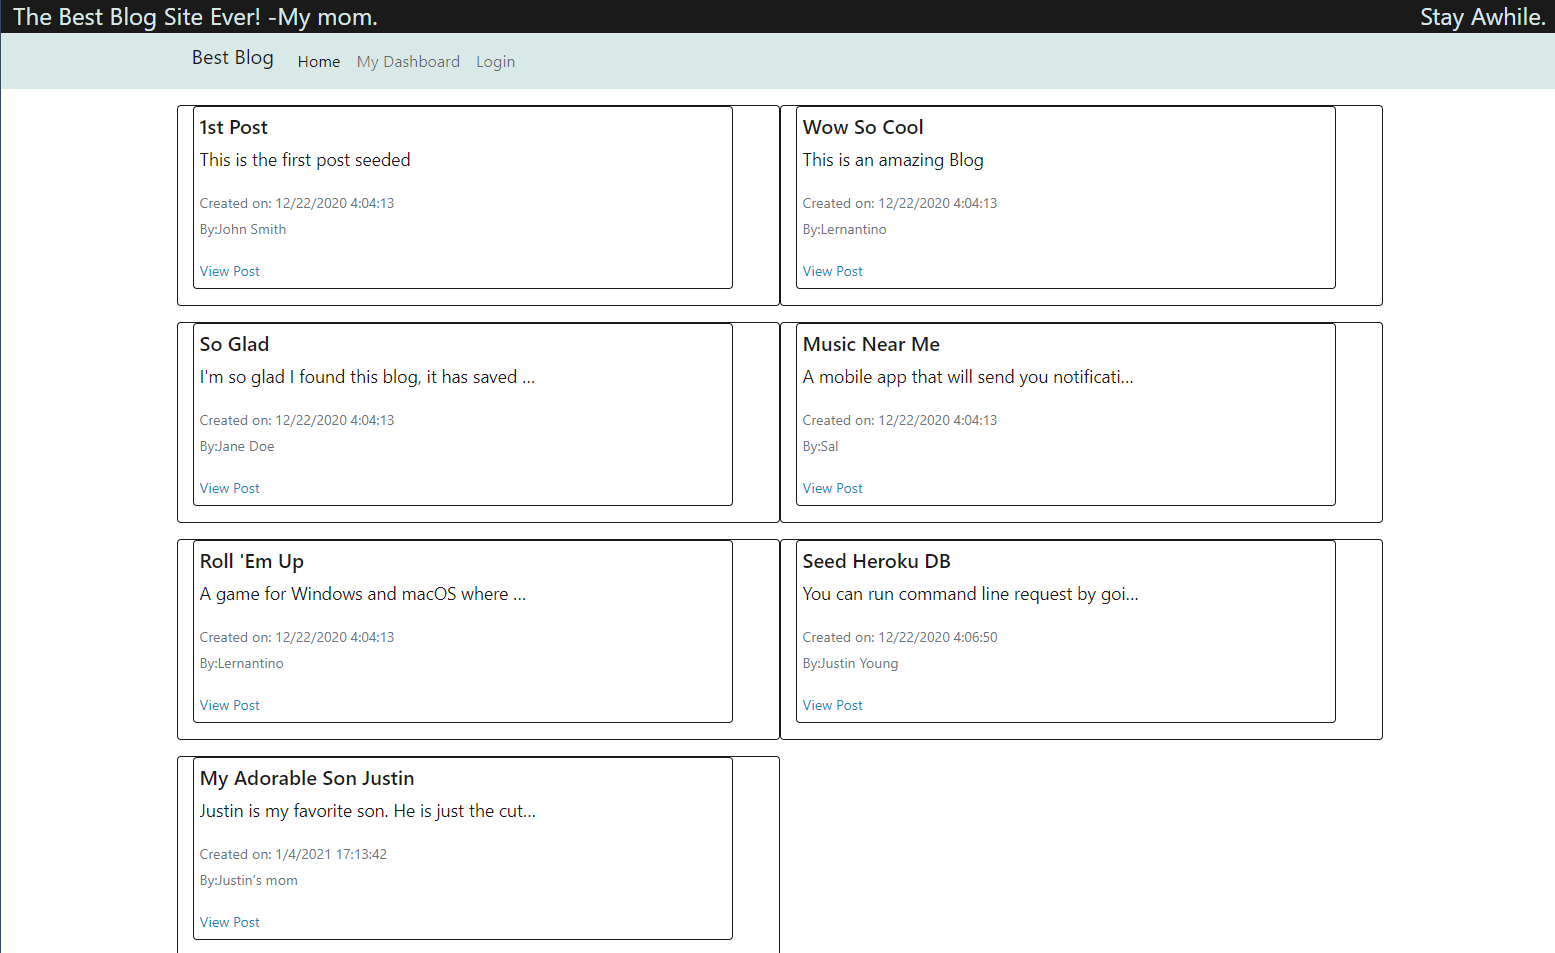 The Best Blog Site Ever! -My mom.
Stay Awhile.
Best Blog
Home
My Dashboard
Login
1st Post
This is the first post seeded
Created on: 12/22/2020 4:04:13
By:John Smith
View Post
Wow So Cool
This is an amazing Blog
Created on: 12/22/2020 4:04:13
By:Lernantino
View Post
So Glad
I'm so glad I found this blog, it has saved ...
Created on: 12/22/2020 4:04:13
By:Jane Doe
View Post
Music Near Me
A mobile app that will send you notificati...
Created on: 12/22/2020 4:04:13
By:Sal
View Post
Roll 'Em Up
A game for Windows and macOS where ...
Created on: 12/22/2020 4:04:13
By:Lernantino
View Post
Seed Heroku DB
You can run command line request by goi...
Created on: 12/22/2020 4:06:50
By:Justin Young
View Post
My Adorable Son Justin
Justin is my favorite son. He is just the cut...
Created on: 1/4/2021 17:13:42
By:Justin's mom
View Post